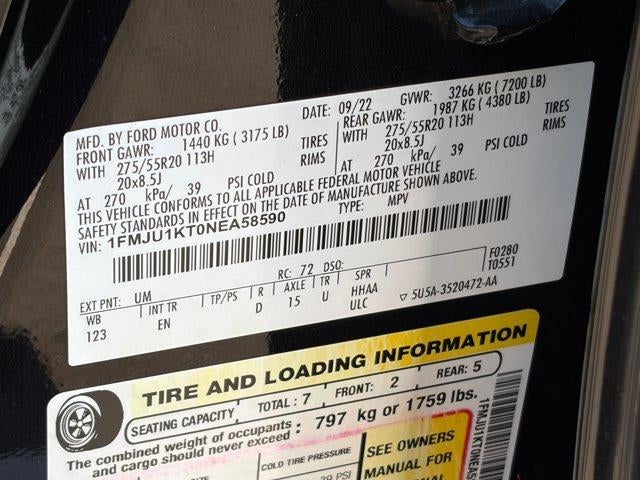 MFD. BY FORD MOTOR CO. DATE: 09/22 GVWR: 3266 KG ( 7200 LB)
FRONT GAWR: 1440 KG ( 3175 LB) REAR GAWR: 1987 KG ( 4380 LB)
WITH 275/55R20 113H TIRES WITH 275/55R20 113H TIRES
20x8.5J RIMS 20x8.5J RIMS
AT 270 kPa/ 39 PSI COLD AT 270 kPa/ 39 PSI COLD
THIS VEHICLE CONFORMS TO ALL APPLICABLE FEDERAL MOTOR VEHICLE
SAFETY STANDARDS IN EFFECT ON THE DATE OF MANUFACTURE SHOWN ABOVE.
VIN: 1FMJU1KT0NEA58590 TYPE: MPV
F0280
T0551
EXT PNT: UM RC: 72 DSO:
WB INT TR TP/PS R AXLE TR SPR
123 EN D 15 U HHAA
ULC ▽ 5U5A-3520472-AA
TIRE AND LOADING INFORMATION
SEATING CAPACITY TOTAL : 7 FRONT: 2 REAR: 5
The combined weight of occupants and cargo should never exceed : 797 kg or 1759 lbs.
COLD TIRE PRESSURE
SEE OWNERS
MANUAL FOR
39 PSI
1FMJU1KT0NEA5